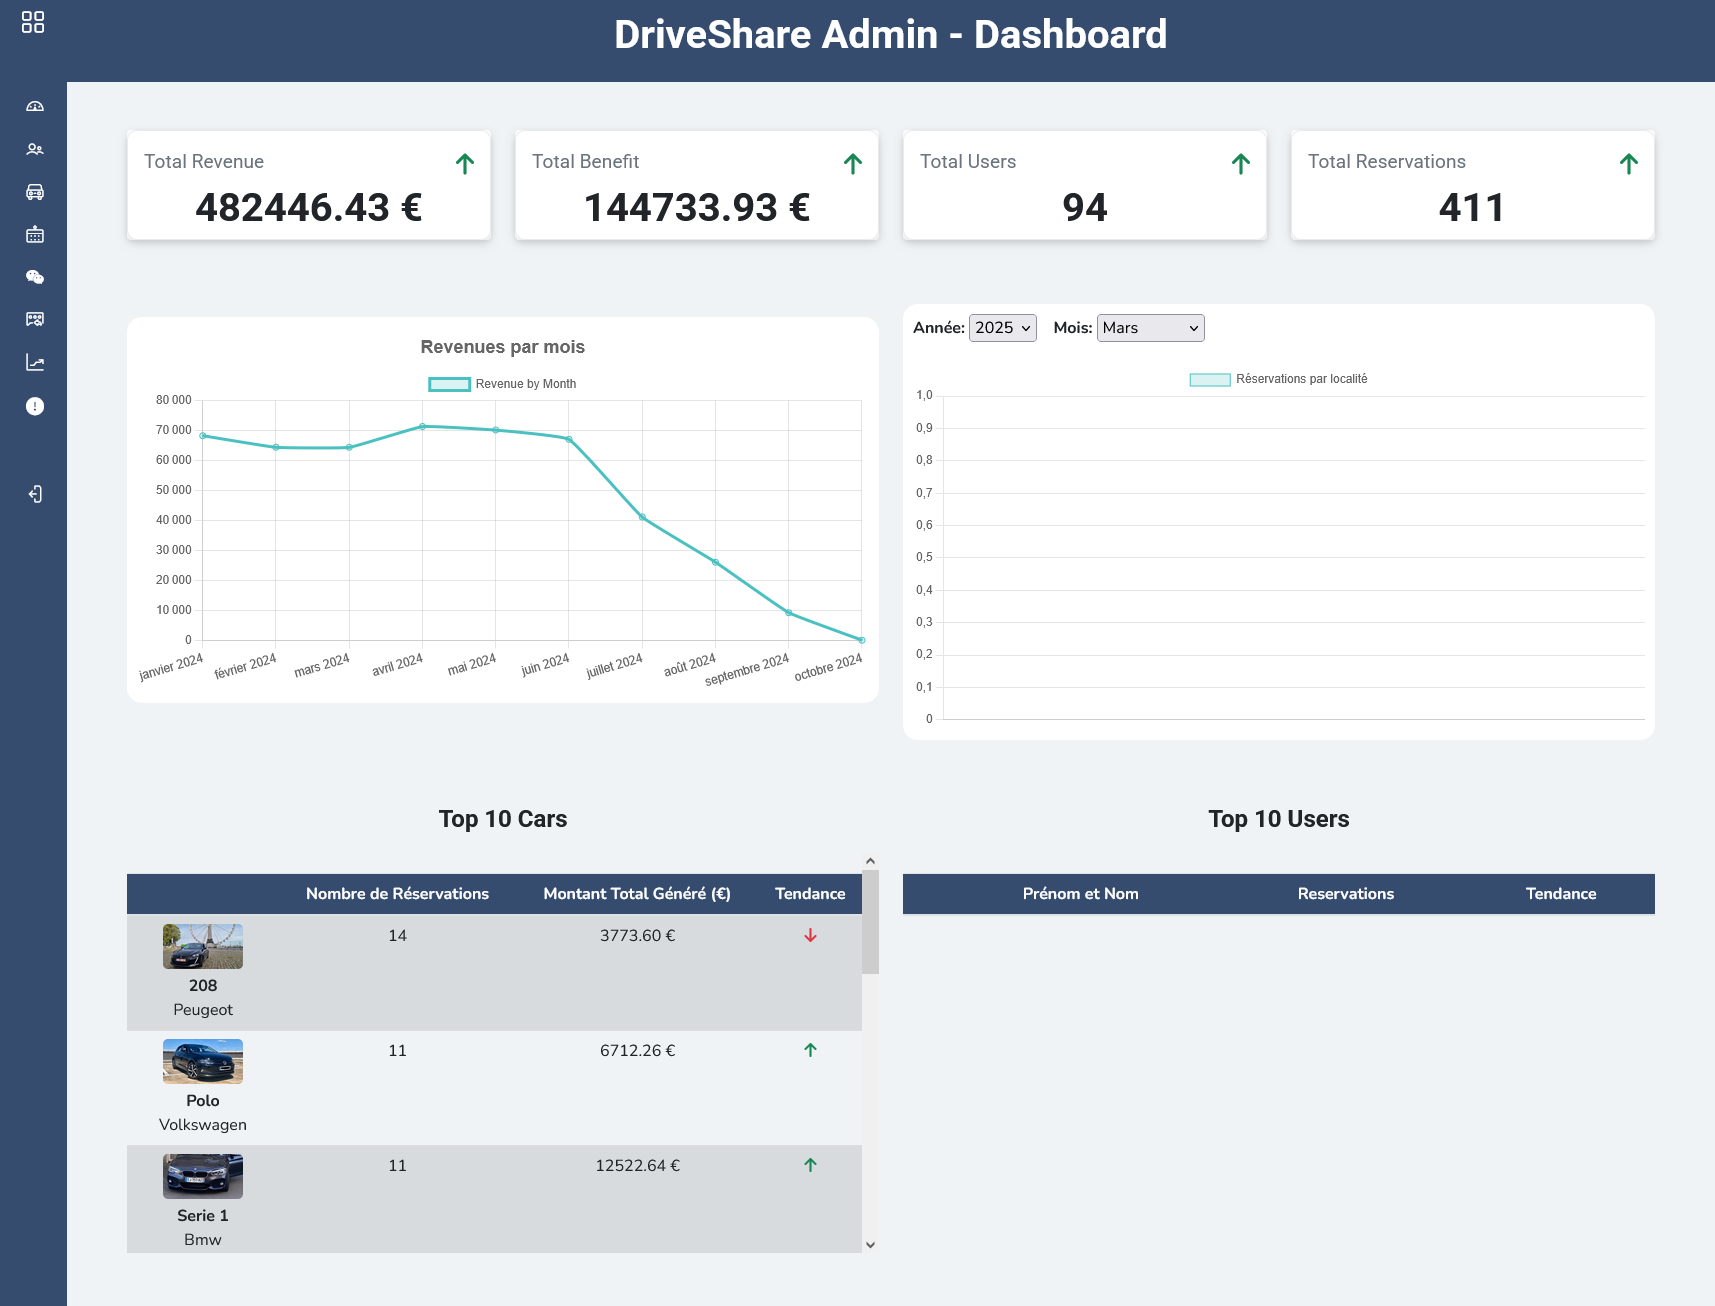 DriveShare Admin - Dashboard
Total Revenue
482446.43 €
Total Benefit
144733.93 €
Total Users
94
Total Reservations
411
Revenues par mois
Revenue by Month
80 000
70 000
60 000
50 000
40 000
30 000
20 000
10 000
0
janvier 2024
février 2024
mars 2024
avril 2024
mai 2024
juin 2024
juillet 2024
août 2024
septembre 2024
octobre 2024
Année: 2025 Mois: Mars
Réservations par localité
1,0
0,9
0,8
0,7
0,6
0,5
0,4
0,3
0,2
0,1
0
Top 10 Cars
Nombre de Réservations Montant Total Généré (€) Tendance
14 3773.60 €
208
Peugeot
11 6712.26 €
Polo
Volkswagen
11 12522.64 €
Serie 1
Bmw
Top 10 Users
Prénom et Nom Reservations Tendance